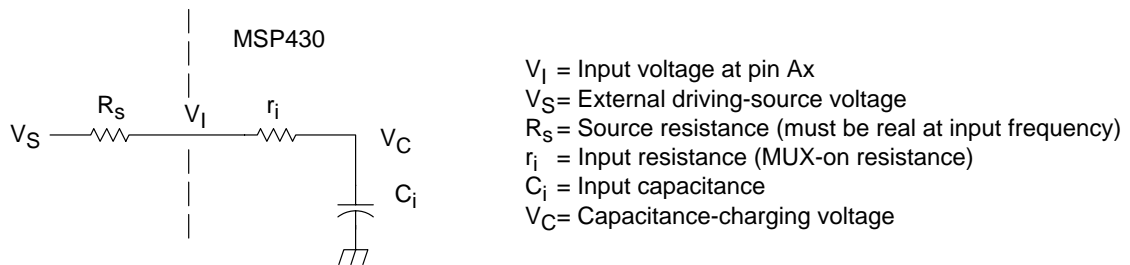 MSP430
R_s
V_I
r_i
V_S
V_C
C_i
V_I = Input voltage at pin Ax
V_S= External driving-source voltage
R_s= Source resistance (must be real at input frequency)
r_i = Input resistance (MUX-on resistance)
C_i = Input capacitance
V_C= Capacitance-charging voltage